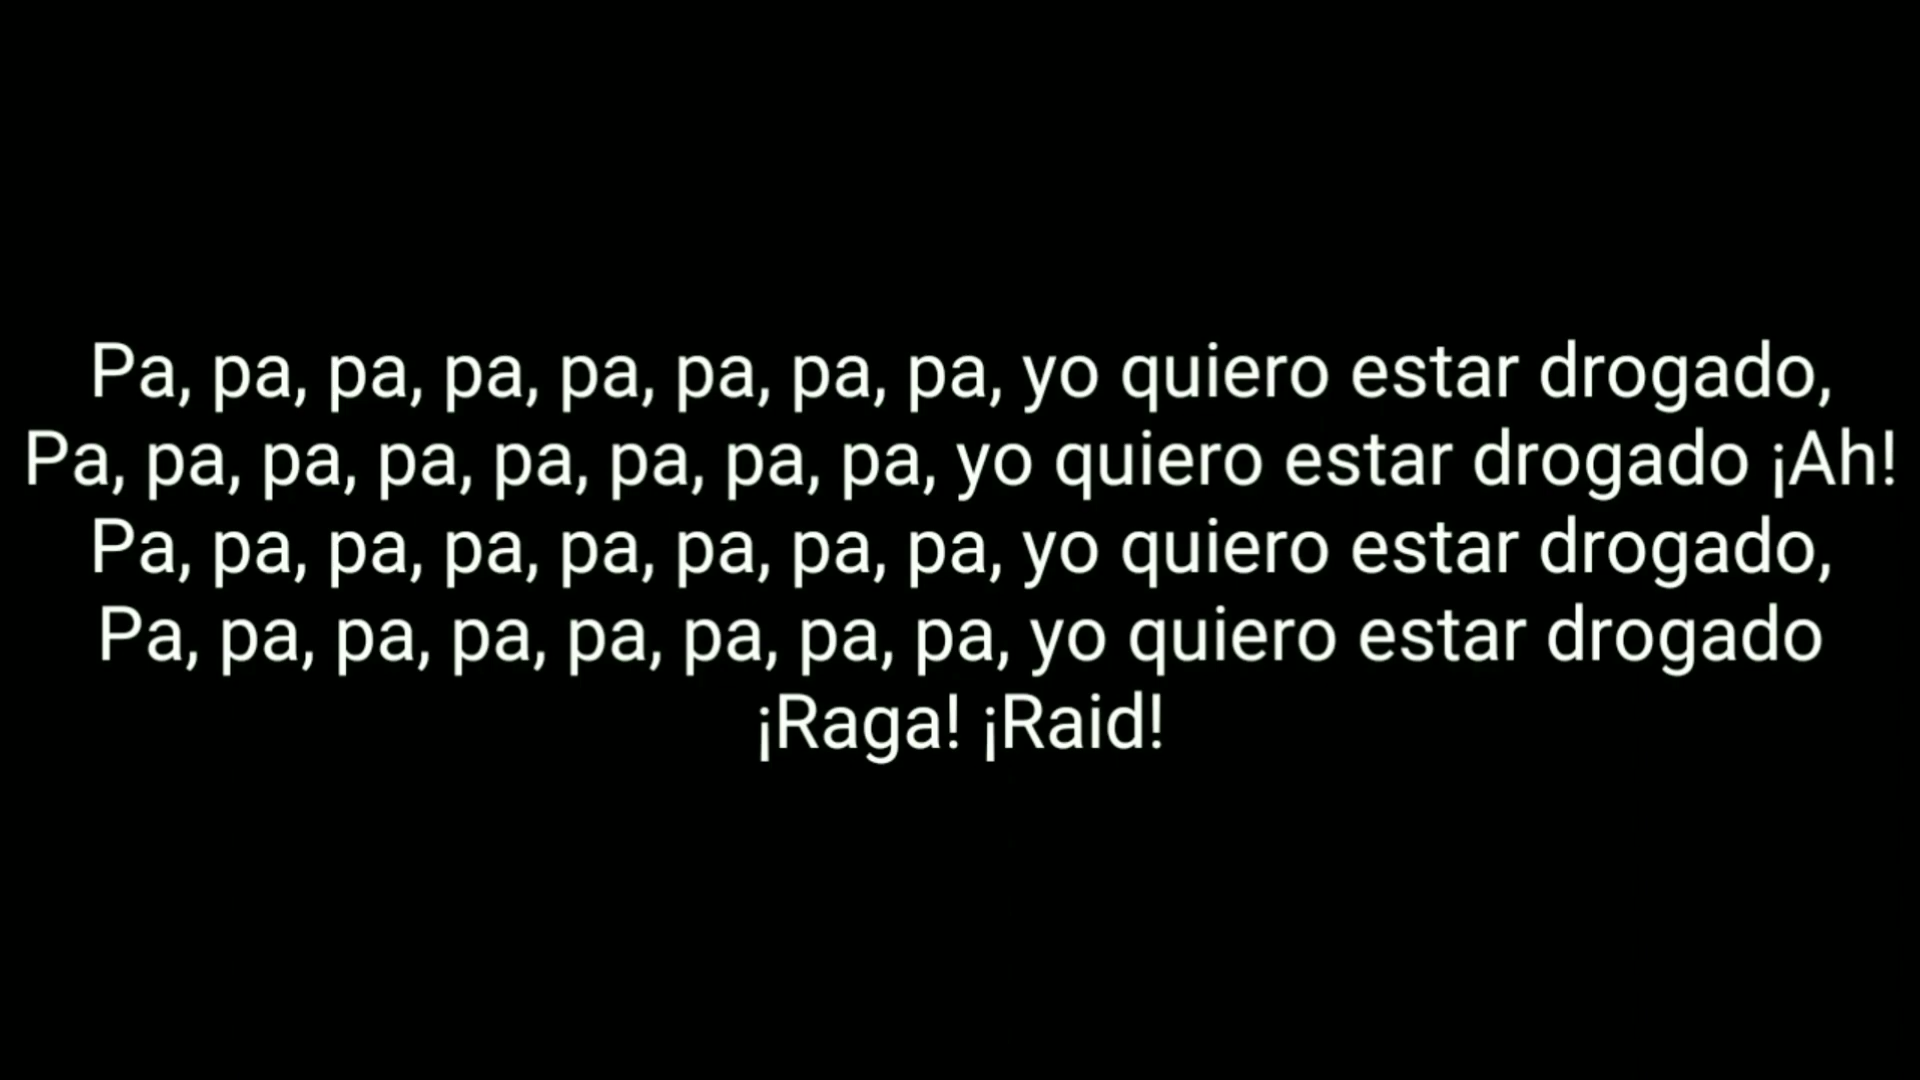 Pa, pa, pa, pa, pa, pa, pa, pa, yo quiero estar drogado,
Pa, pa, pa, pa, pa, pa, pa, pa, yo quiero estar drogado ¡Ah!
Pa, pa, pa, pa, pa, pa, pa, pa, yo quiero estar drogado,
Pa, pa, pa, pa, pa, pa, pa, pa, yo quiero estar drogado
¡Raga! ¡Raid!